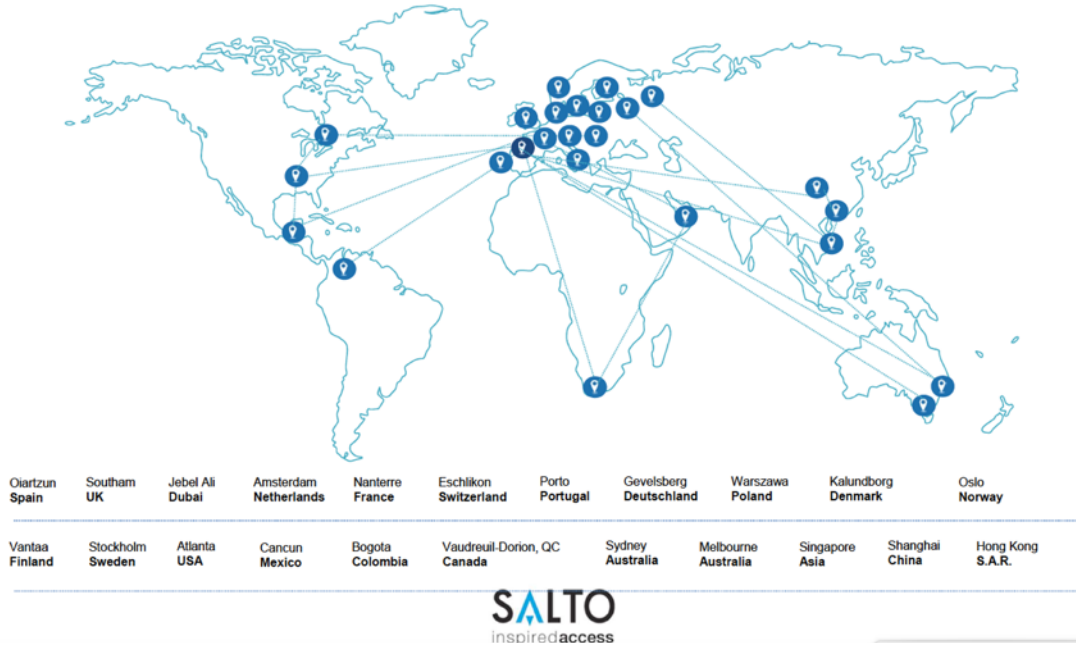 Oiartzun Southam Jebel Ali Amsterdam Nanterre Eschlikon Porto Gevelsberg Warszawa Kalundborg Oslo
Spain UK Dubai Netherlands France Switzerland Portugal Deutschland Poland Denmark Norway
Vantaa Stockholm Atlanta Cancun Bogota Vaudreuil-Dorion, QC Sydney Melbourne Singapore Shanghai Hong Kong
Finland Sweden USA Mexico Colombia Canada Australia Australia Asia China S.A.R.
SALTO
inspiredaccess